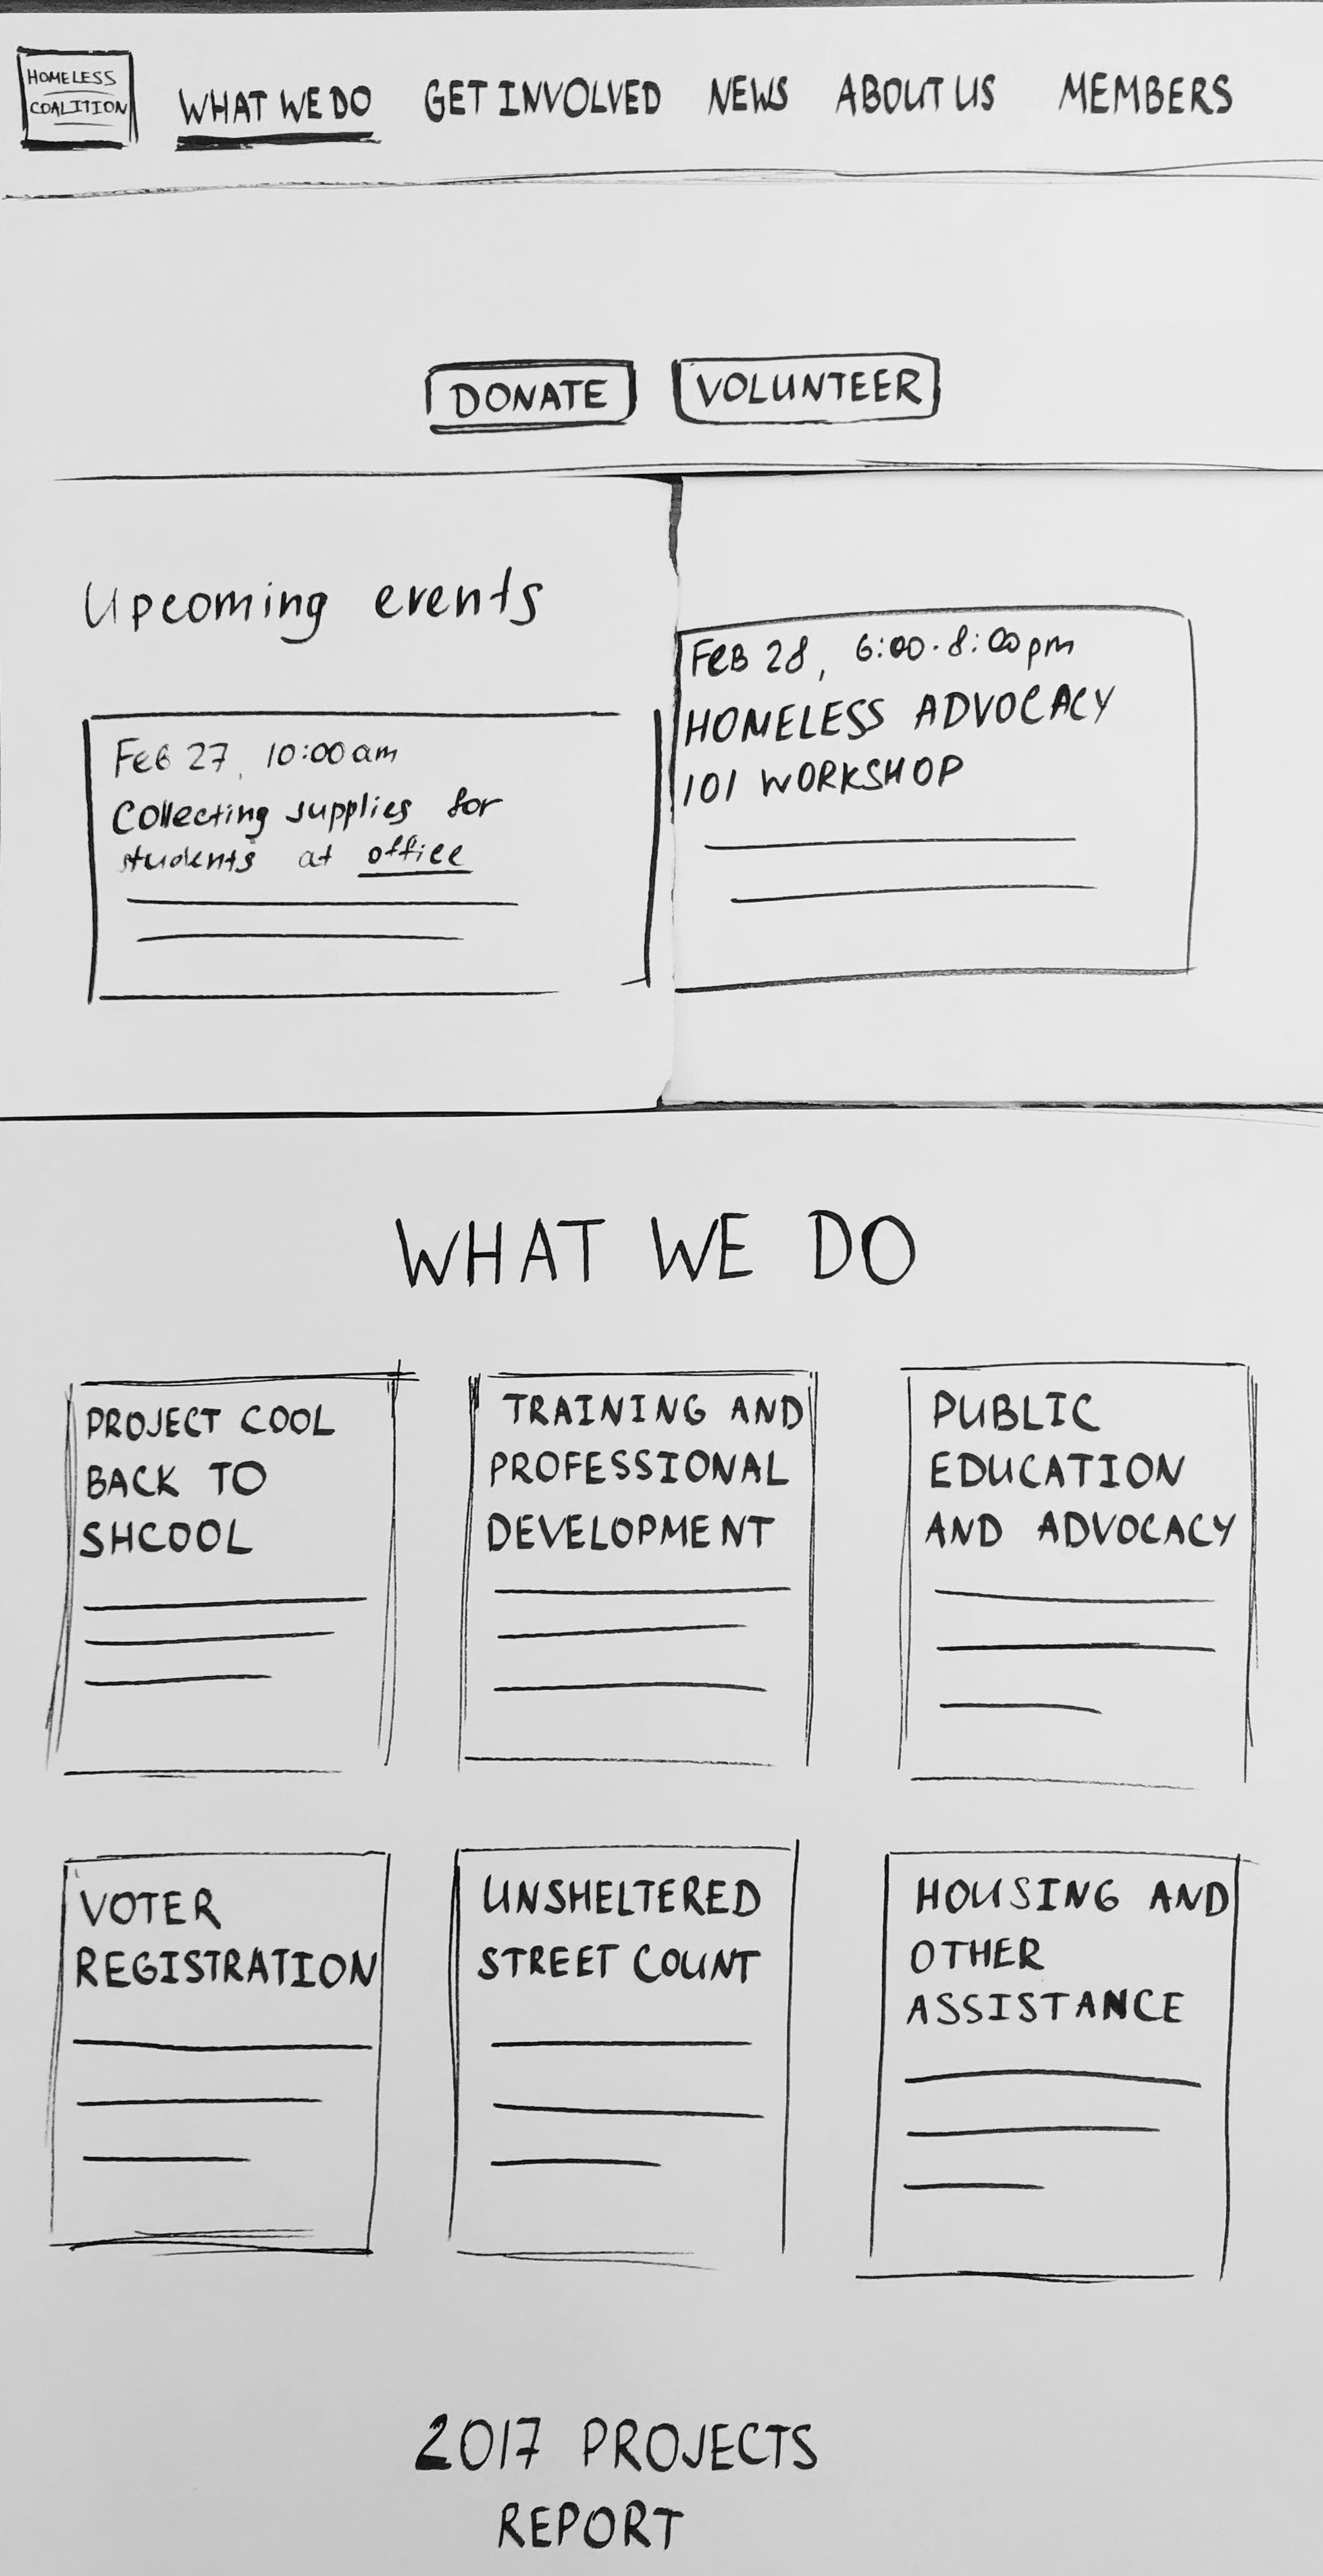 HOMELESS
COALITION
WHAT WE DO
GET INVOLVED
NEWS
ABOUT US
MEMBERS
DONATE
VOLUNTEER
Upcoming events
Feb 27, 10:00am
Collecting supplies for
students at office
Feb 28, 6:00-8:00pm
HOMELESS ADVOCACY
101 WORKSHOP
WHAT WE DO
PROJECT COOL
BACK TO
SHCOOL
TRAINING AND
PROFESSIONAL
DEVELOPMENT
PUBLIC
EDUCATION
AND ADVOCACY
VOTER
REGISTRATION
UNSHELTERED
STREET COUNT
HOUSING AND
OTHER
ASSISTANCE
2017 PROJECTS
REPORT